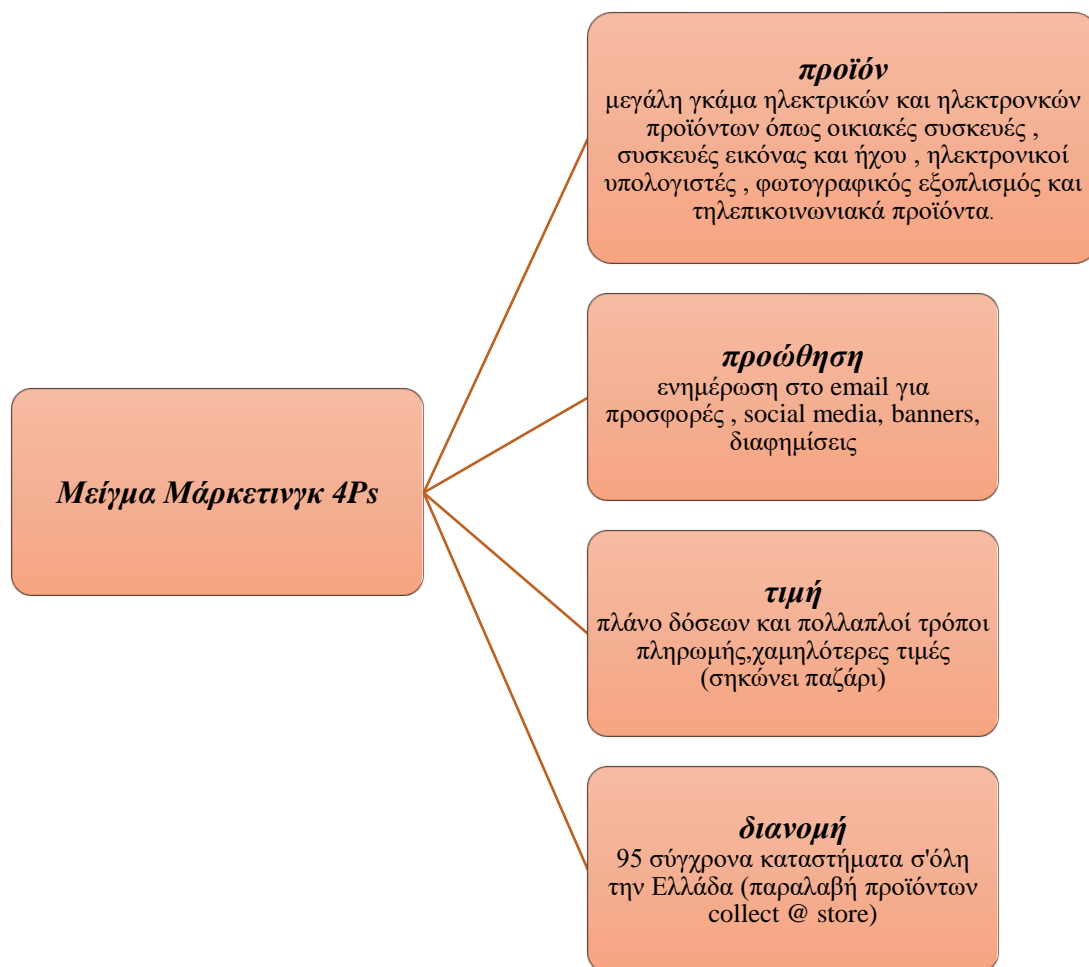 προϊόν
μεγάλη γκάμα ηλεκτρικών και ηλεκτρονκών
προϊόντων όπως οικιακές συσκευές ,
συσκευές εικόνας και ήχου , ηλεκτρονικοί
υπολογιστές , φωτογραφικός εξοπλισμός και
τηλεπικοινωνιακά προϊόντα.
προώθηση
ενημέρωση στο email για
προσφορές , social media, banners,
διαφημίσεις
Μείγμα Μάρκετινγκ 4Ps
τιμή
πλάνο δόσεων και πολλαπλοί τρόποι
πληρωμής,χαμηλότερες τιμές
(σηκώνει παζάρι)
διανομή
95 σύγχρονα καταστήματα σ'όλη
την Ελλάδα (παραλαβή προϊόντων
collect @ store)